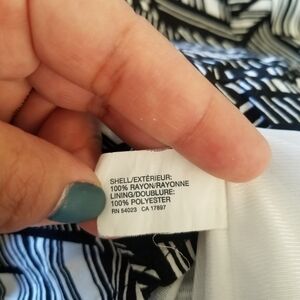 SHELL/EXTÉRIEUR:
100% RAYON/RAYONNE
LINING/DOUBLURE:
100% POLYESTER
RN 54023 CA 17897